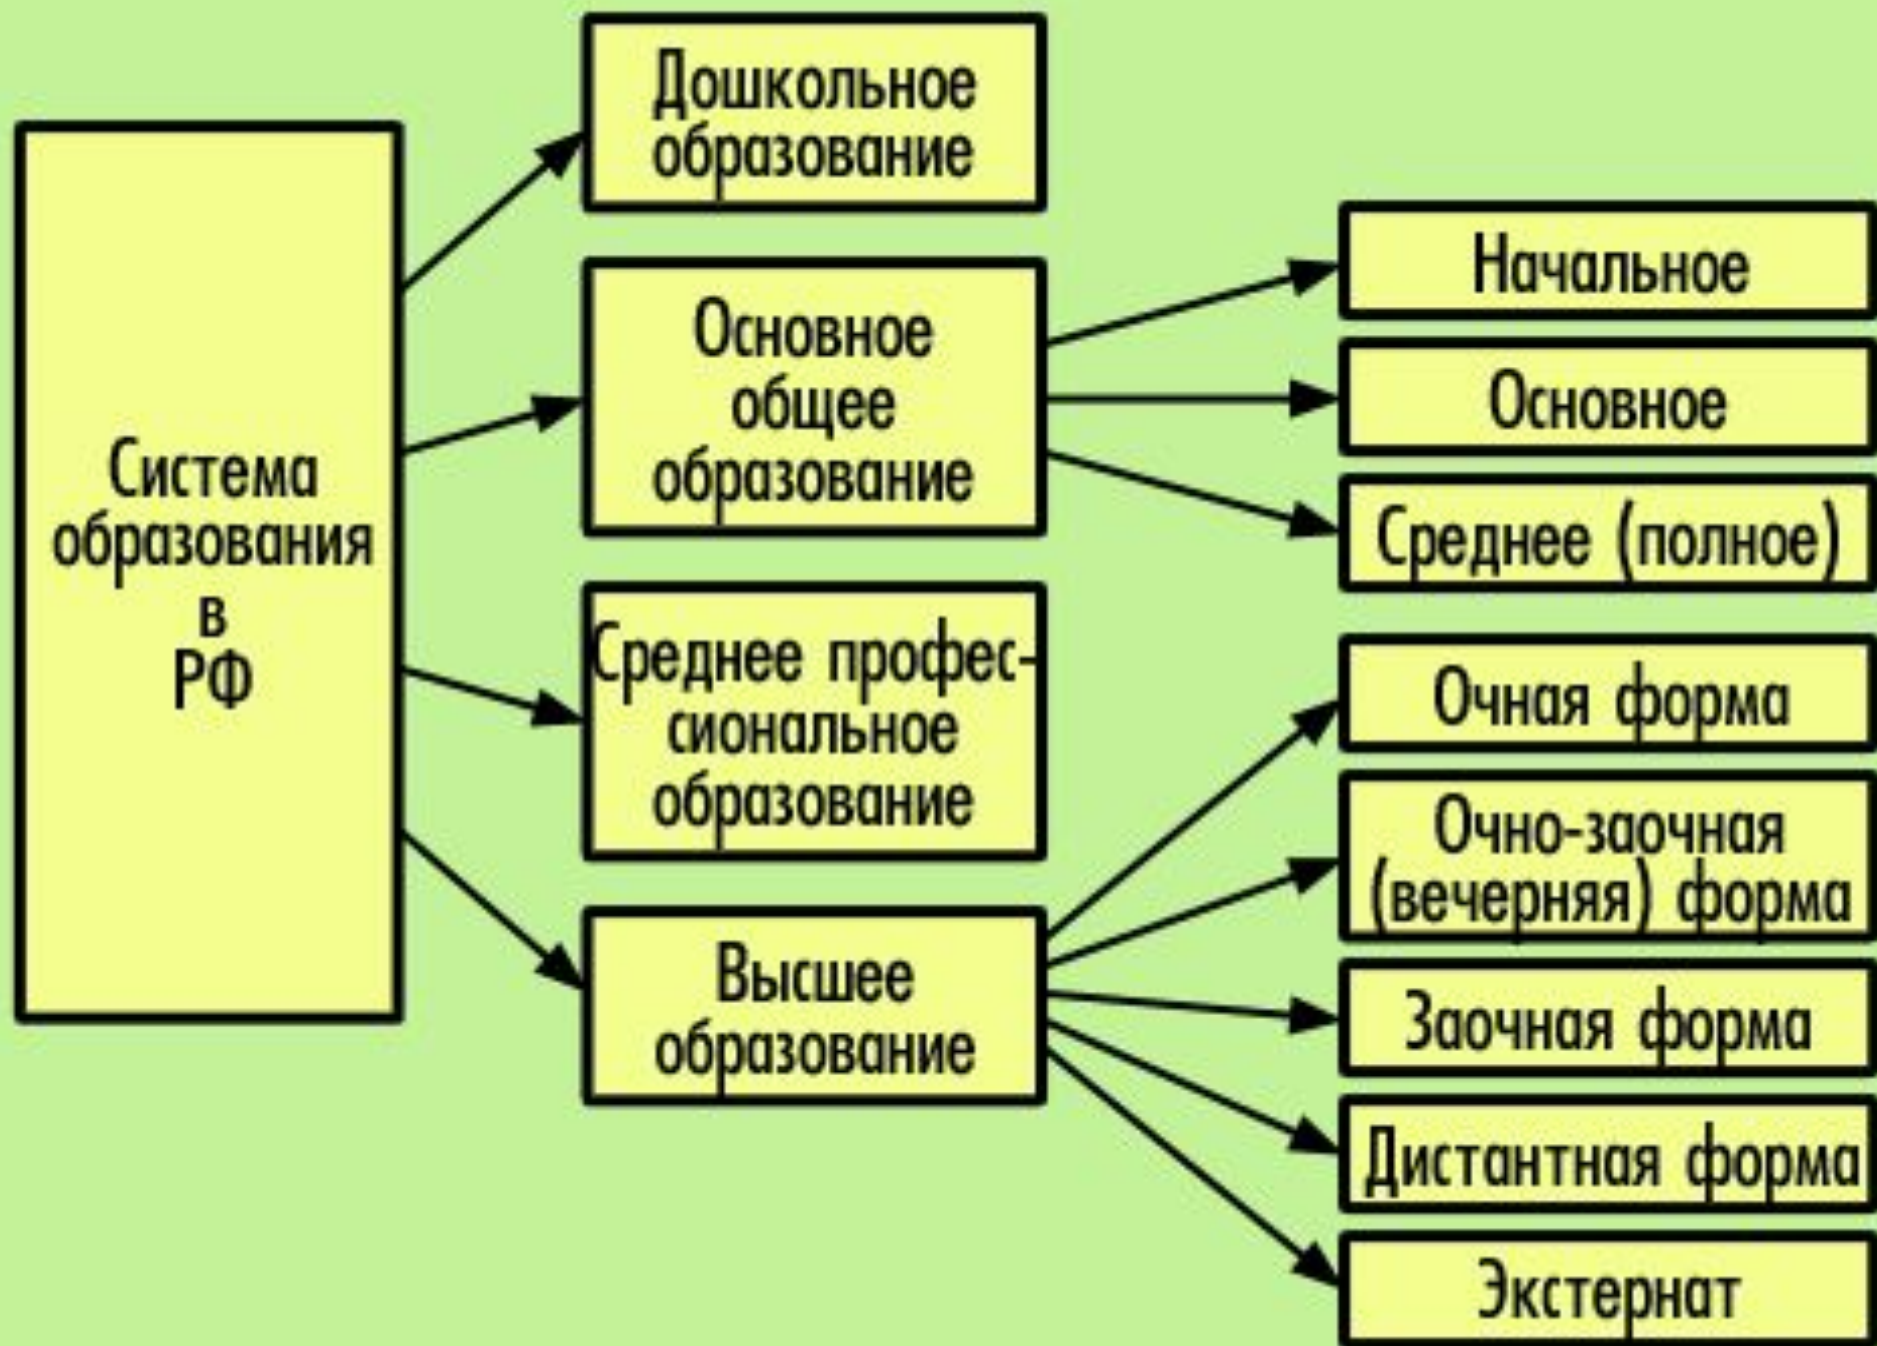 Система
образования
в
РФ
Дошкольное
образование
Основное
общее
образование
Среднее профес-
сиональное
образование
Высшее
образование
Начальное
Основное
Среднее (полное)
Очная форма
Очно-заочная
(вечерняя) форма
Заочная форма
Дистантная форма
Экстернат